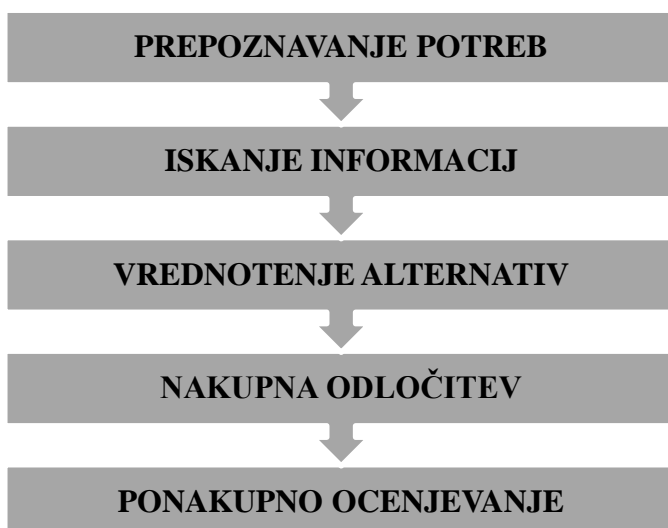 PREPOZNAVANJE POTREB
ISKANJE INFORMACIJ
VREDNOTENJE ALTERNATIV
NAKUPNA ODLOČITEV
PONAKUPNO OCENJEVANJE